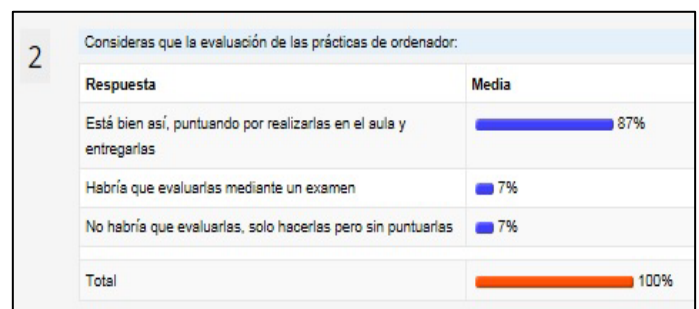 2
Consideras que la evaluación de las prácticas de ordenador:
Respuesta Media
Está bien así, puntuando por realizarlas en el aula y
entregarlas
87%
Habría que evaluarlas mediante un examen 7%
No habría que evaluarlas, solo hacerlas pero sin puntuarlas 7%
Total 100%